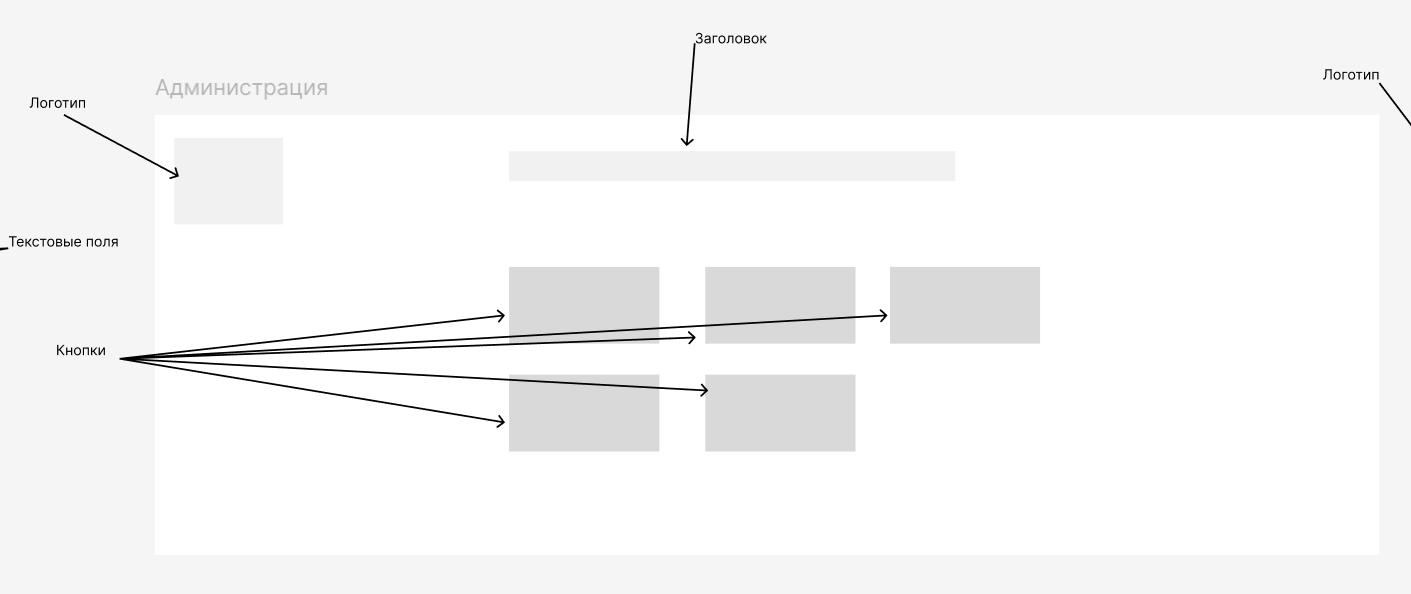 Заголовок
Логотип
Администрация
Логотип
Текстовые поля
Кнопки